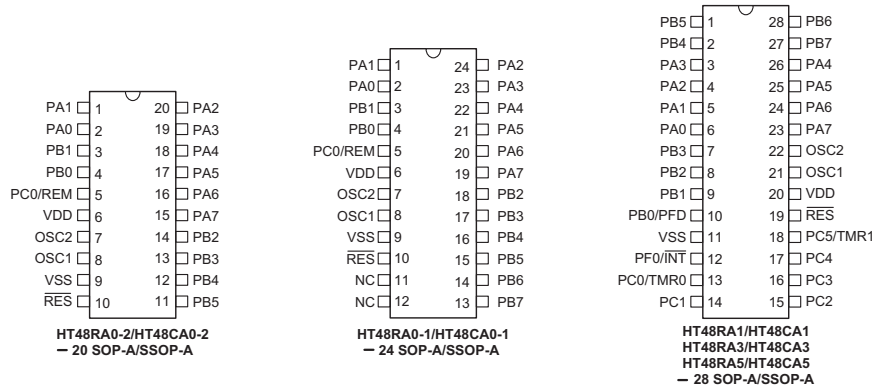 PA1 1 20 PA2
PA0 2 19 PA3
PB1 3 18 PA4
PB0 4 17 PA5
PC0/REM 5 16 PA6
VDD 6 15 PA7
OSC2 7 14 PB2
OSC1 8 13 PB3
VSS 9 12 PB4
RES 10 11 PB5
HT48RA0-2/HT48CA0-2
– 20 SOP-A/SSOP-A
PA1 1 24 PA2
PA0 2 23 PA3
PB1 3 22 PA4
PB0 4 21 PA5
PC0/REM 5 20 PA6
VDD 6 19 PA7
OSC2 7 18 PB2
OSC1 8 17 PB3
VSS 9 16 PB4
RES 10 15 PB5
NC 11 14 PB6
NC 12 13 PB7
HT48RA0-1/HT48CA0-1
– 24 SOP-A/SSOP-A
PB5 1 28 PB6
PB4 2 27 PB7
PA3 3 26 PA4
PA2 4 25 PA5
PA1 5 24 PA6
PA0 6 23 PA7
PB3 7 22 OSC2
PB2 8 21 OSC1
PB1 9 20 VDD
PB0/PFD 10 19 RES
VSS 11 18 PC5/TMR1
PF0/INT 12 17 PC4
PC0/TMR0 13 16 PC3
PC1 14 15 PC2
HT48RA1/HT48CA1
HT48RA3/HT48CA3
HT48RA5/HT48CA5
– 28 SOP-A/SSOP-A